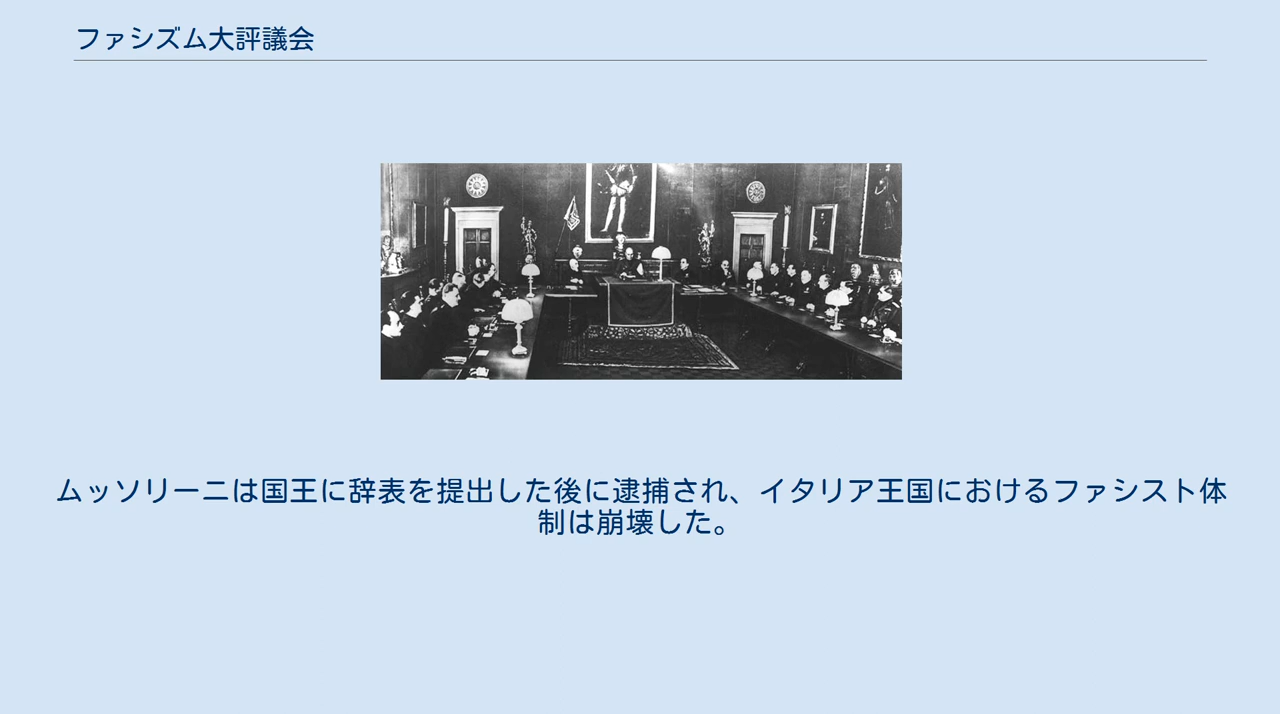 ファシズム大評議会
ムッソリーニは国王に辞表を提出した後に逮捕され、イタリア王国におけるファシスト体
制は崩壊した。